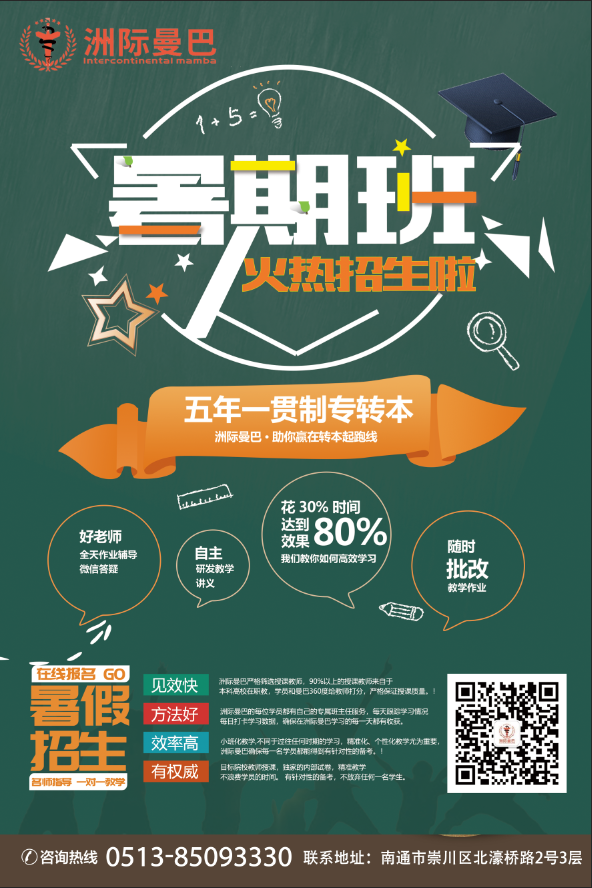 洲际曼巴
Intercontinental mamba
1+5=
3
暑期班
火热招生啦
五年一贯制专转本
洲际曼巴·助你赢在转本起跑线
好老师
全天作业辅导
微信答疑
自主
研发教学
讲义
花 30% 时间
达到
效果 80%
我们教你如何高效学习
随时
批改
教学作业
在线报名 GO
暑假
招生
名师指导 一对一教学
见效快
洲际曼巴严格筛选授课教师，90%以上的授课教师来自于
本科高校在职教，学员和曼巴360度给教师打分，严格保证授课质量。！
方法好
洲际曼巴的每位学员都有自己的专属班主任服务，每天跟踪学习情况
每日打卡学习数据，确保在洲际曼巴学习的每一天都有收获。
效率高
小班化教学,不同于过往任何时期的学习，精准化、个性化教学尤为重要，
洲际曼巴确保每一名学员都能得到有针对性的备考。！
有权威
目标院校教师授课，独家的内部试卷，精准教学
不浪费学员的时间。 有针对性的备考，不放弃任何一名学生。
咨询热线 0513-85093330 联系地址：南通市崇川区北濠桥路2号3层